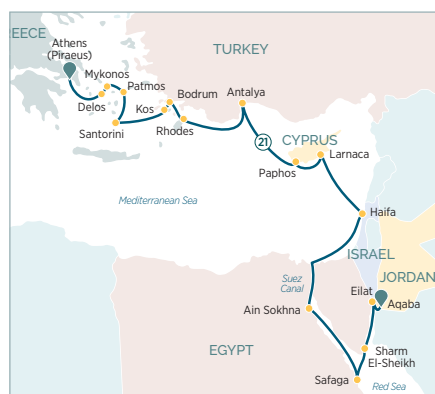 EECE
Athens
(Piraeus)
TURKEY
Mykonos
Patmos
Bodrum
Antalya
Delos
Kos
Rhodes
Santorini
21
CYPRUS
Larnaca
Paphos
Mediterranean Sea
Haifa
ISRAEL
Suez
Canal
JORDAN
Eilat
Aqaba
Ain Sokhna
EGYPT
Sharm
El-Sheikh
Safaga
Red Sea